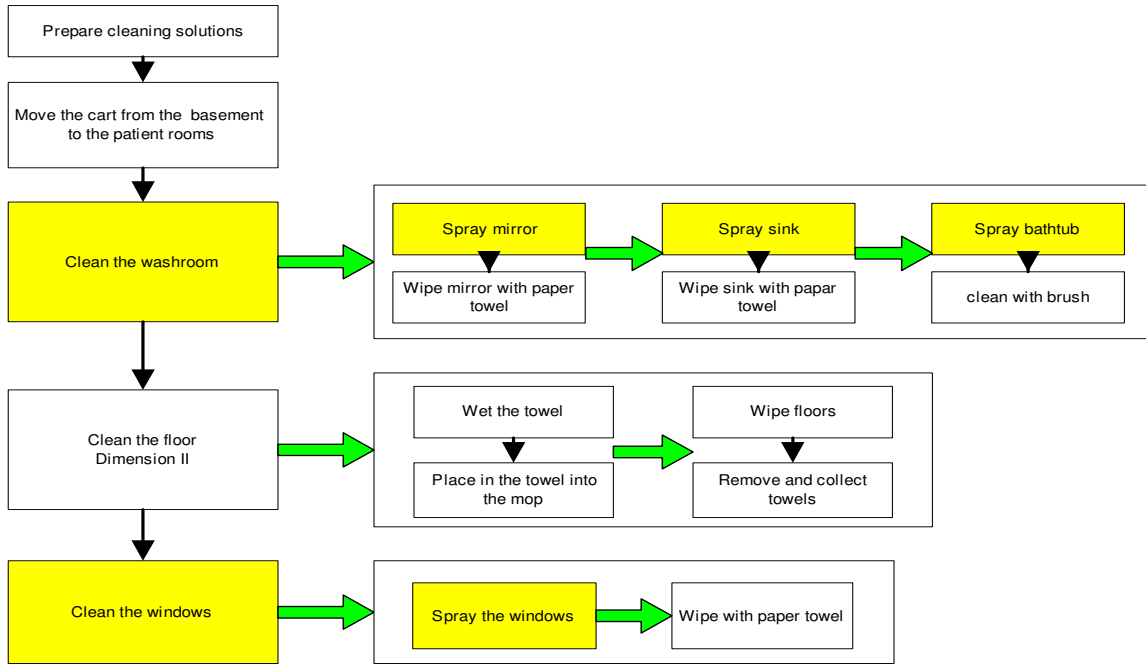 Prepare cleaning solutions
Move the cart from the basement
to the patient rooms
Clean the washroom
Spray mirror
Spray sink
Spray bathtub
Wipe mirror with paper
towel
Wipe sink with papar
towel
clean with brush
Clean the floor
Dimension II
Wet the towel
Wipe floors
Place in the towel into
the mop
Remove and collect
towels
Clean the windows
Spray the windows
Wipe with paper towel